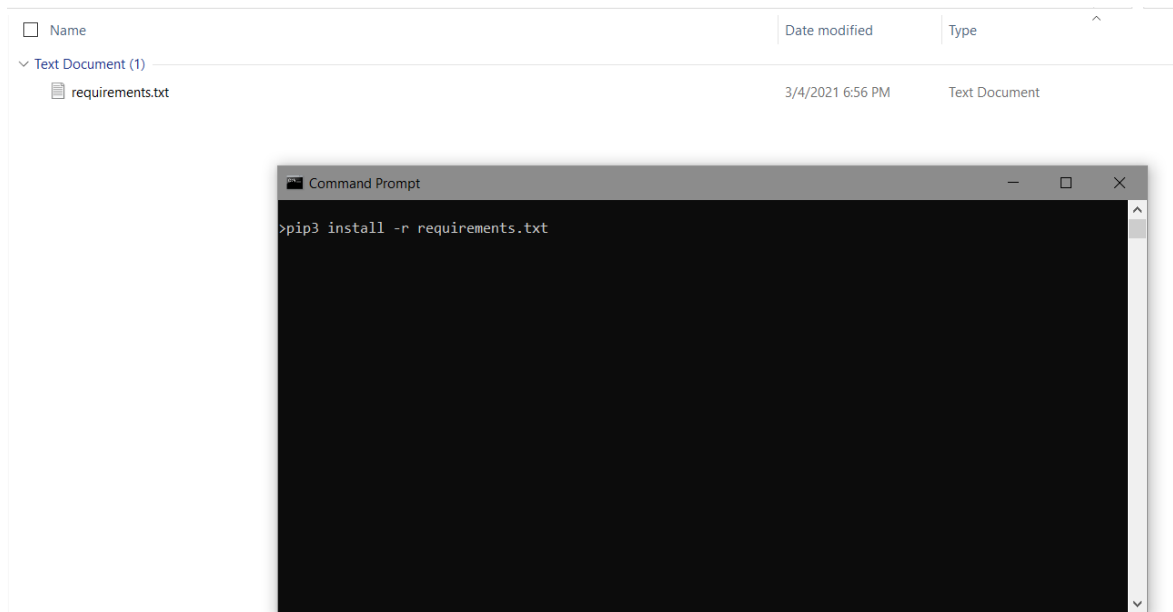 Name Date modified Type
Text Document (1)
requirements.txt 3/4/2021 6:56 PM Text Document
Command Prompt
>pip3 install -r requirements.txt